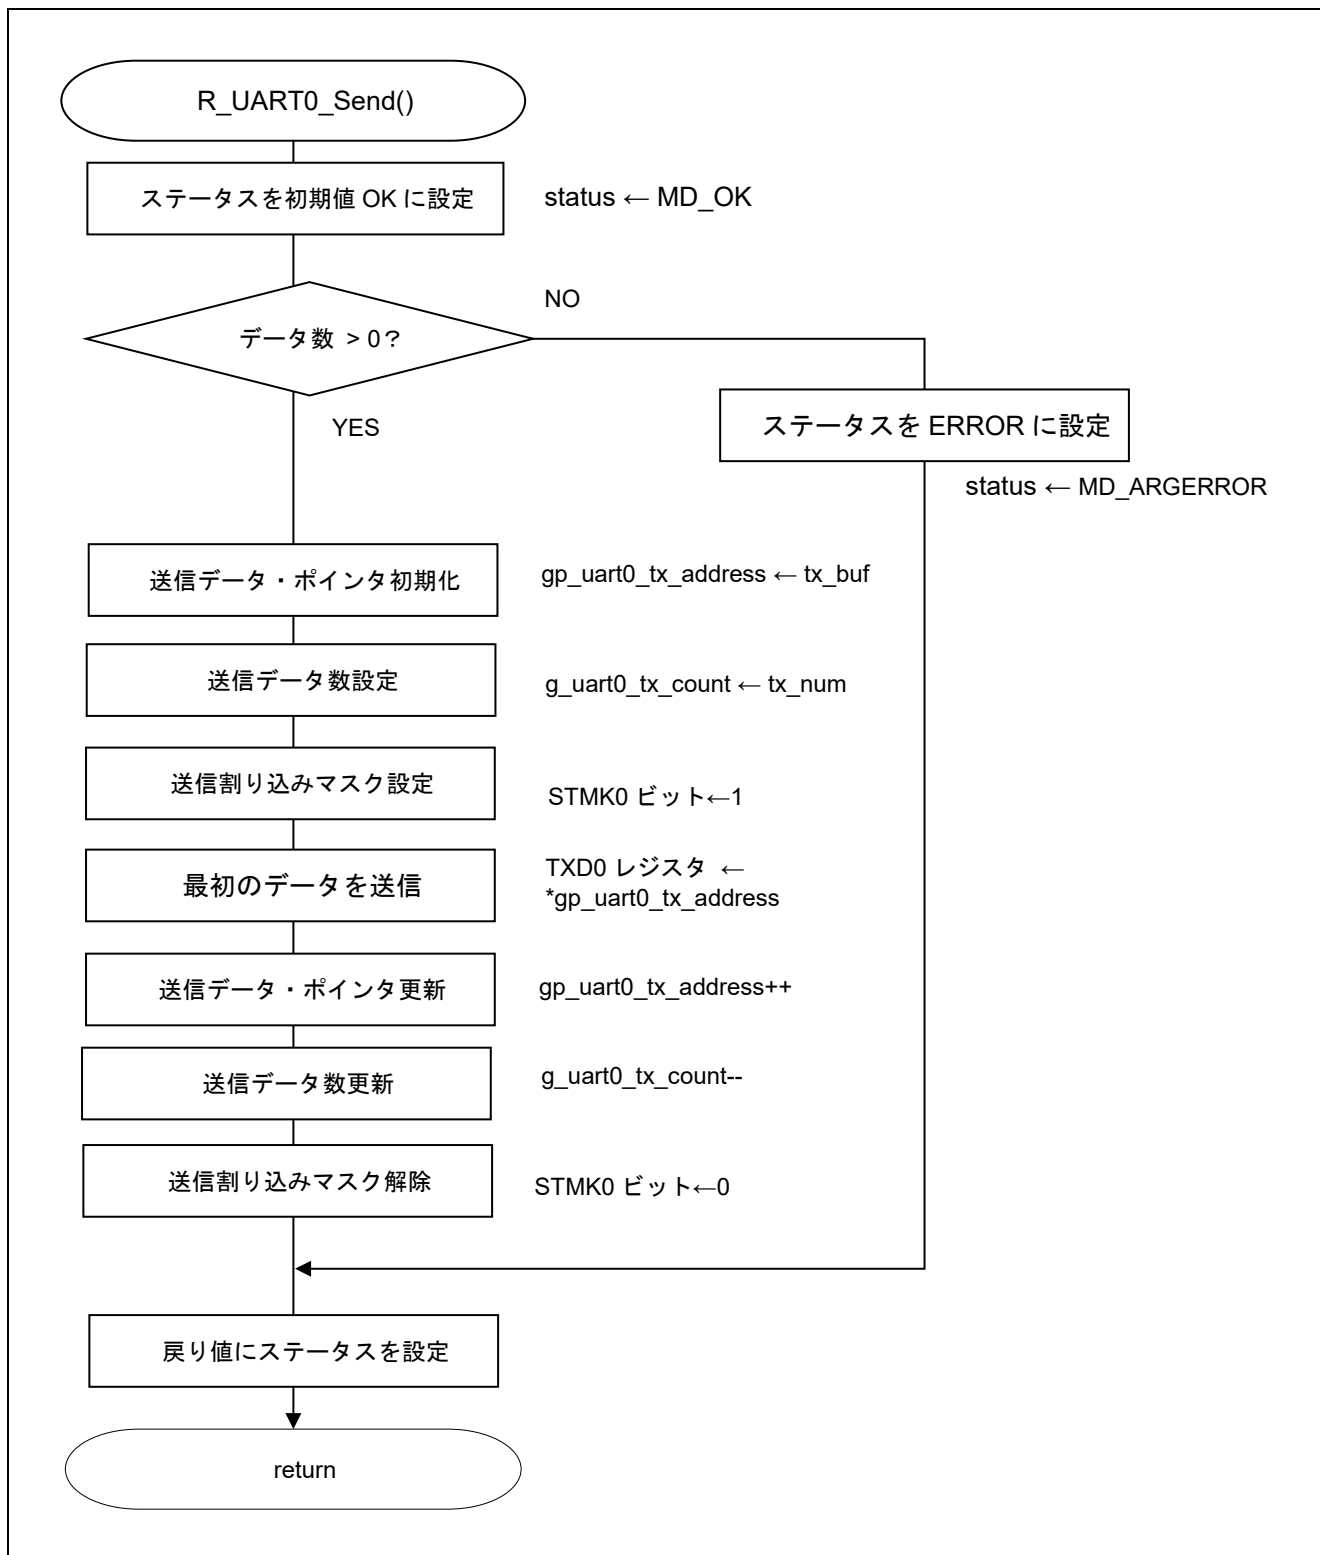 R_UART0_Send()
ステータスを初期値 OK に設定
status ← MD_OK
データ数 > 0？
NO
YES
ステータスを ERROR に設定
status ← MD_ARGERROR
送信データ・ポインタ初期化
gp_uart0_tx_address ← tx_buf
送信データ数設定
g_uart0_tx_count ← tx_num
送信割り込みマスク設定
STMK0 ビット←1
最初のデータを送信
TXD0 レジスタ ←
*gp_uart0_tx_address
送信データ・ポインタ更新
gp_uart0_tx_address++
送信データ数更新
g_uart0_tx_count--
送信割り込みマスク解除
STMK0 ビット←0
戻り値にステータスを設定
return